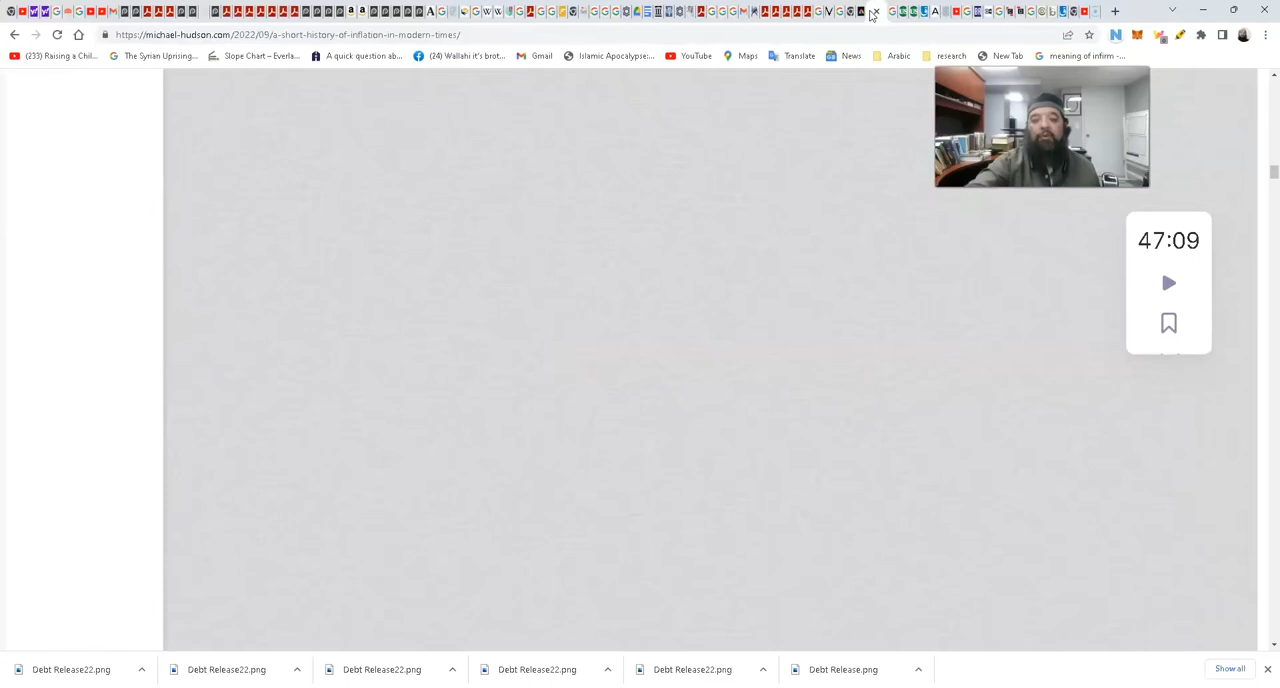 https://michael-hudson.com/2022/09/a-short-history-of-inflation-in-modern-times/
(233) Raising a Chil...
The Syrian Uprising...
Slope Chart – Everla...
A quick question ab...
(24) Wallahi it's brot...
Gmail
Islamic Apocalypse:...
YouTube
Maps
Translate
News
Arabic
research
New Tab
meaning of infirm -...
47:09
Debt Release22.png
Debt Release22.png
Debt Release22.png
Debt Release22.png
Debt Release22.png
Debt Release.png
Show all